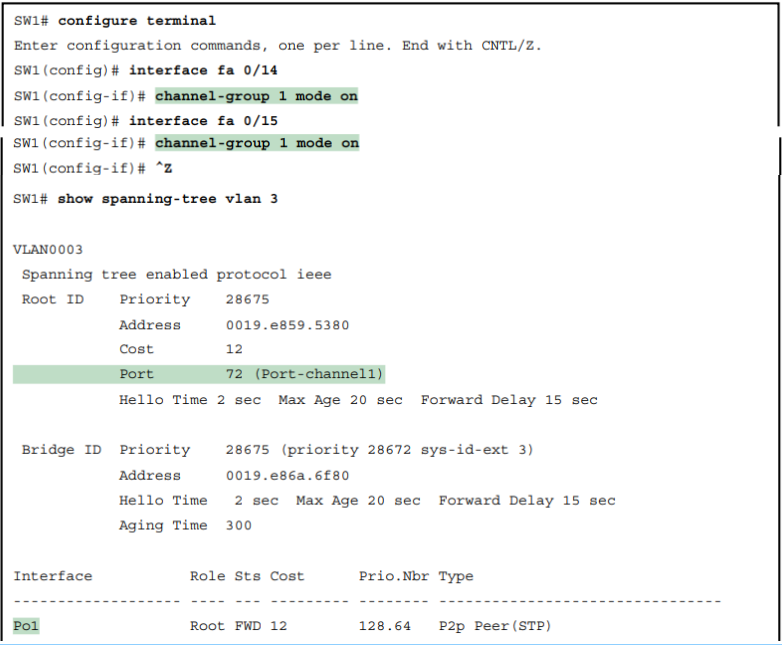 SW1# configure terminal
Enter configuration commands, one per line. End with CNTL/Z.
SW1(config)# interface fa 0/14
SW1(config-if)# channel-group 1 mode on
SW1(config)# interface fa 0/15
SW1(config-if)# channel-group 1 mode on
SW1(config-if)# ^Z
SW1# show spanning-tree vlan 3
VLAN0003
Spanning tree enabled protocol ieee
Root ID Priority 28675
Address 0019.e859.5380
Cost 12
Port 72 (Port-channel1)
Hello Time 2 sec Max Age 20 sec Forward Delay 15 sec
Bridge ID Priority 28675 (priority 28672 sys-id-ext 3)
Address 0019.e86a.6f80
Hello Time 2 sec Max Age 20 sec Forward Delay 15 sec
Aging Time 300
Interface Role Sts Cost Prio.Nbr Type
------------------- ---- --- --------- -------- --------------------------------
Po1 Root FWD 12 128.64 P2p Peer(STP)